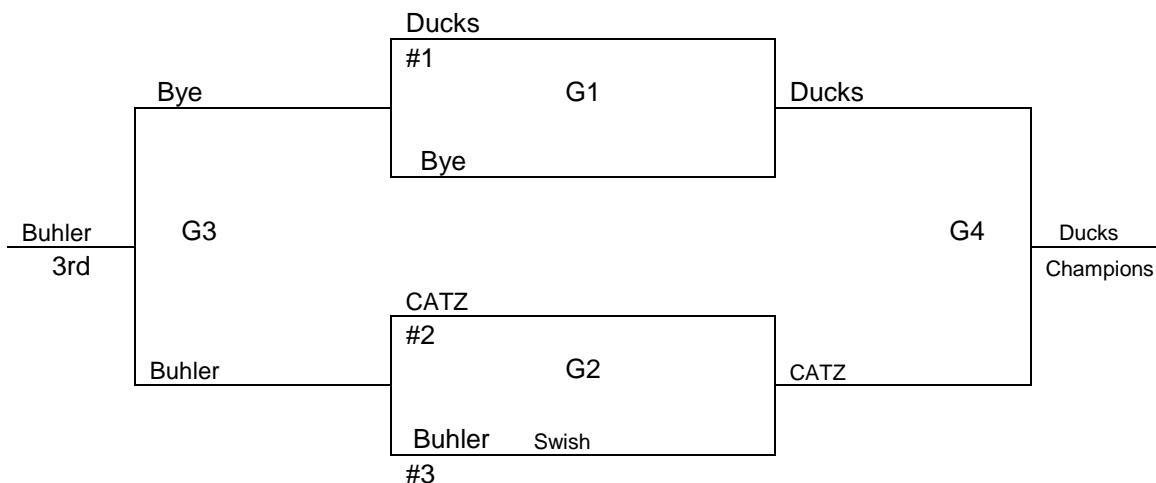 Ducks
#1
Bye
G1
Ducks
Bye
Buhler
G3
G4
Ducks
3rd
Champions
CATZ
#2
Buhler
G2
CATZ
Buhler Swish
#3